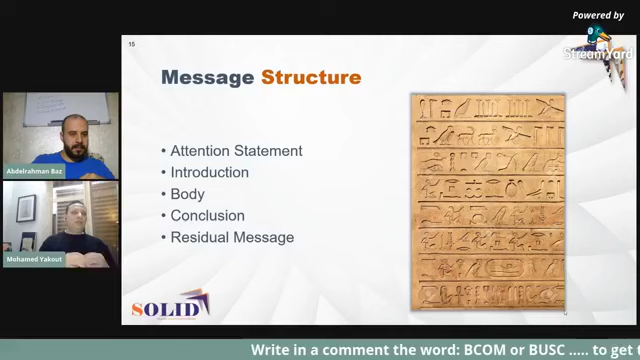 Powered by
StreamYard
15
Message Structure
• Attention Statement
• Introduction
• Body
• Conclusion
• Residual Message
Abdelrahman Baz
Mohamed Yakout
SOLID
Write in a comment the word: BCOM or BUSC ..... to get